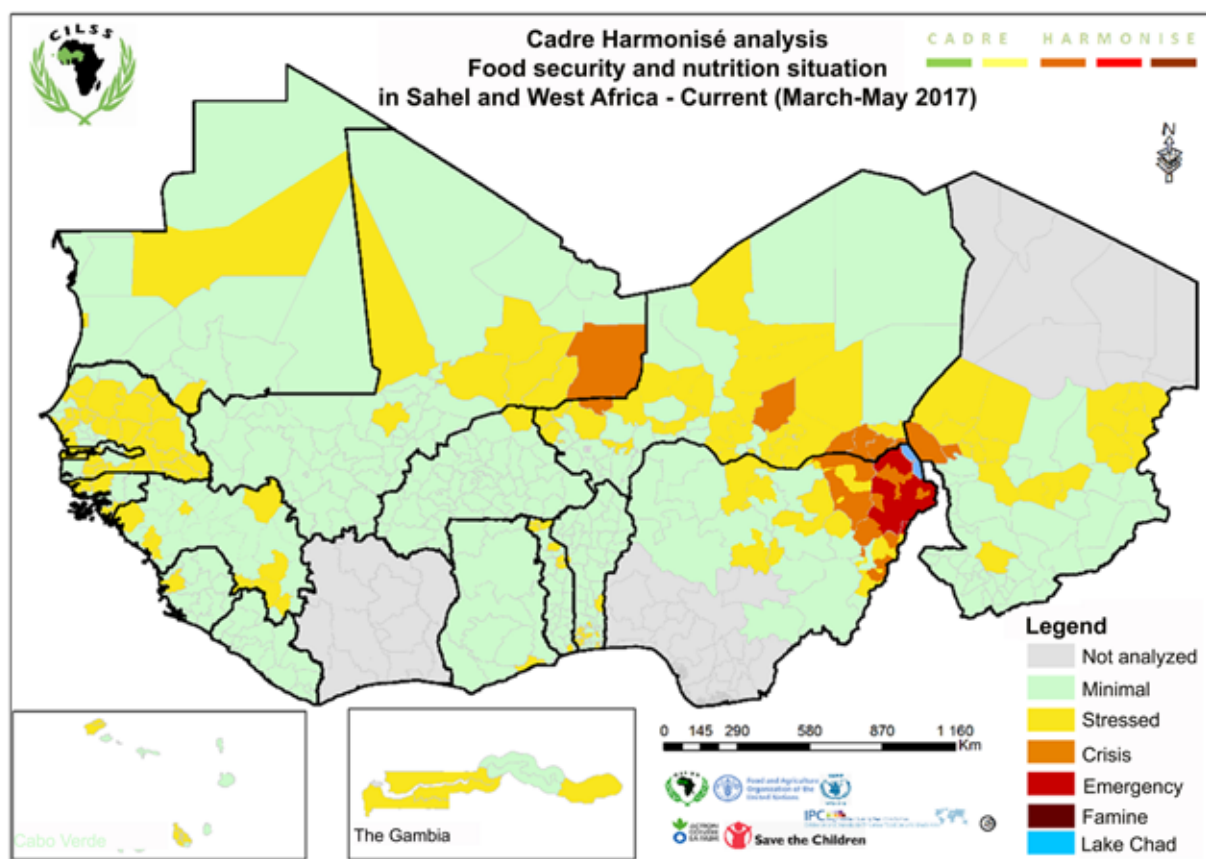 CILSS
Cadre Harmonisé analysis
Food security and nutrition situation
in Sahel and West Africa - Current (March-May 2017)
CADRE HARMONISE
N
Cabo Verde
The Gambia
Legend
Not analyzed
Minimal
Stressed
Crisis
Emergency
Famine
Lake Chad
0 145 290 580 870 1 160
Km
CILSS
Food and Agriculture
Organization of the
United Nations
IPC
ACTION
Save the Children